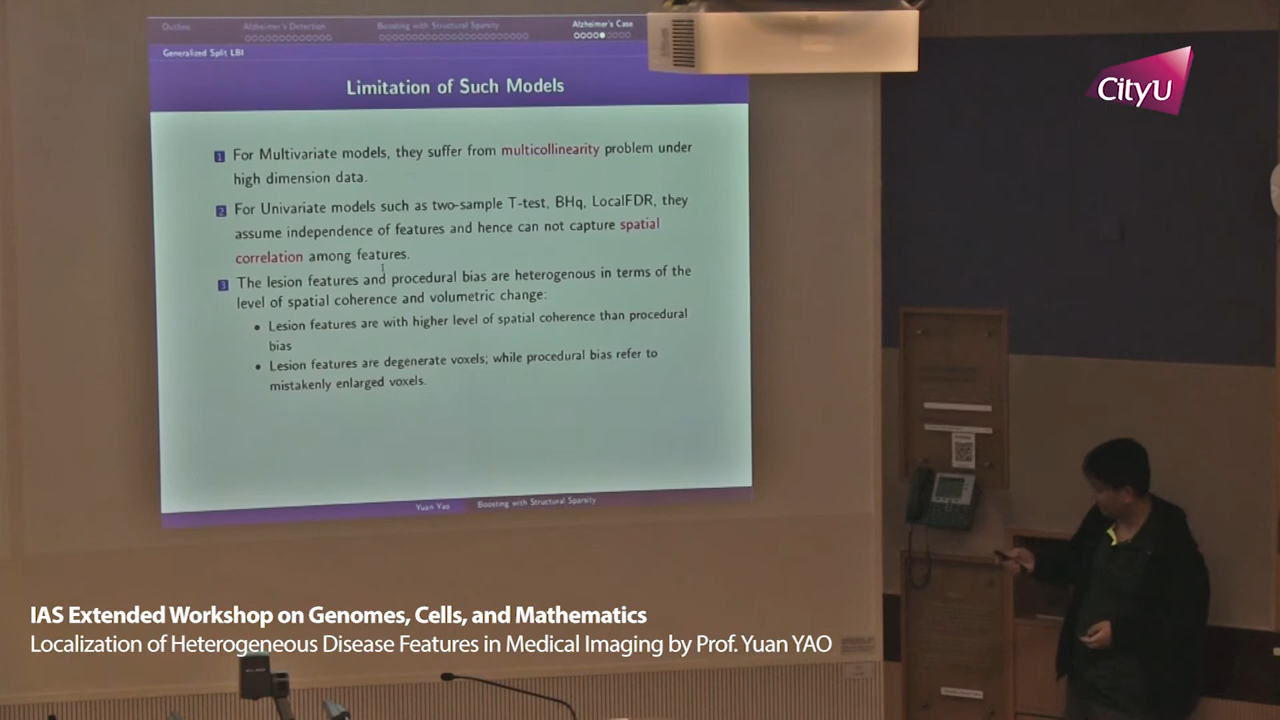 Outline
Alzheimer's Detection
Boosting with Structural Sparsity
Alzheimer's Case
Generalized Split LBI
Limitation of Such Models
CityU
1 For Multivariate models, they suffer from multicollinearity problem under
high dimension data.
2 For Univariate models such as two-sample T-test, BHq, LocalFDR, they
assume independence of features and hence can not capture spatial
correlation among features.
3 The lesion features and procedural bias are heterogenous in terms of the
level of spatial coherence and volumetric change:
• Lesion features are with higher level of spatial coherence than procedural
bias
• Lesion features are degenerate voxels; while procedural bias refer to
mistakenly enlarged voxels.
Yuan Yao
Boosting with Structural Sparsity
IAS Extended Workshop on Genomes, Cells, and Mathematics
Localization of Heterogeneous Disease Features in Medical Imaging by Prof. Yuan YAO